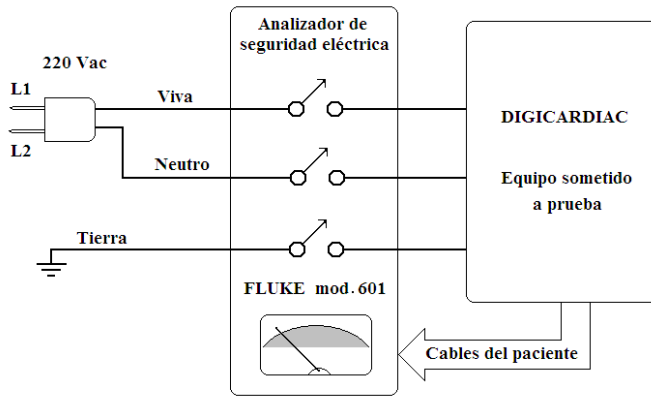 Analizador de
seguridad eléctrica
220 Vac
L1
Viva
L2
Neutro
Tierra
DIGICARDIAC
Equipo sometido
a prueba
FLUKE mod.601
Cables del paciente